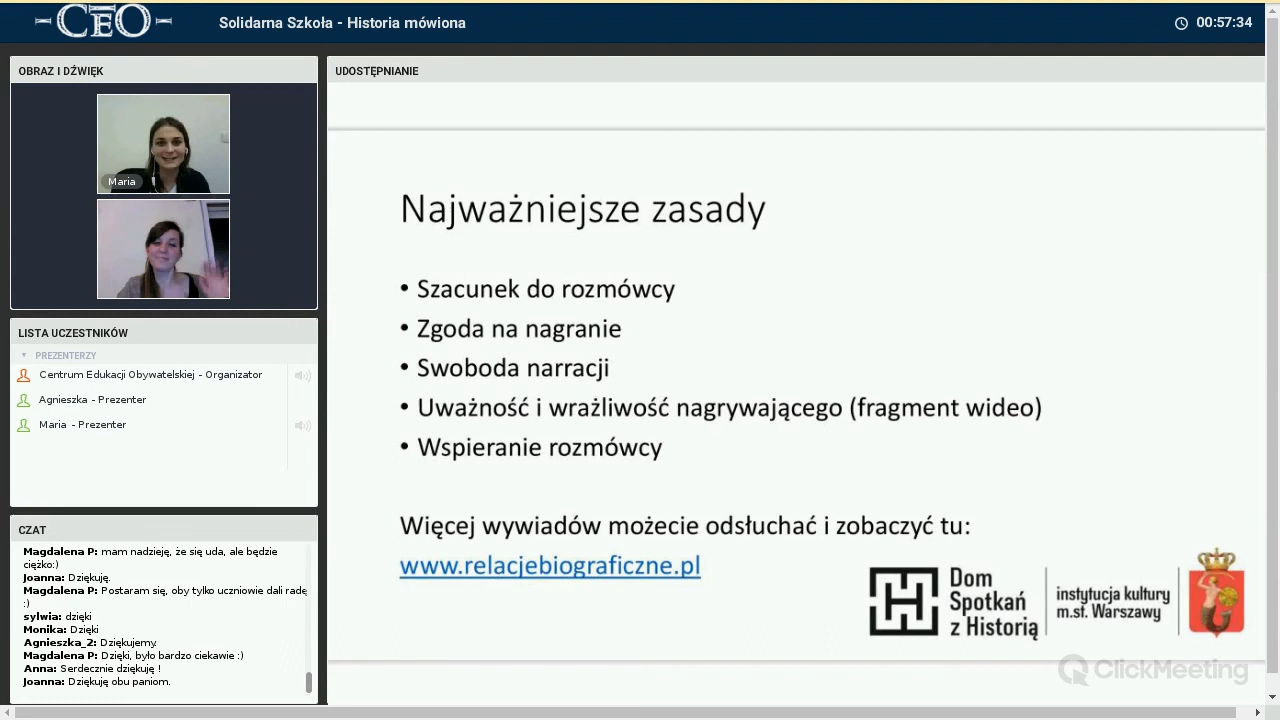 CEO
Solidarna Szkoła - Historia mówiona
00:57:34
OBRAZ I DŹWIĘK
Maria
LISTA UCZESTNIKÓW
PREZENTERZY
Centrum Edukacji Obywatelskiej - Organizator
Agnieszka - Prezenter
Maria - Prezenter
CZAT
Magdalena P: mam nadzieję, że się uda, ale będzie
ciężko:)
Joanna: Dziękuję.
Magdalena P: Postaram się, oby tylko uczniowie dali radę
:)
sylwia: dzięki
Monika: Dzięki
Agnieszka_2: Dziękujemy.
Magdalena P: Dzięki, było bardzo ciekawie :)
Anna: Serdecznie dziękuję !
Joanna: Dziękuję obu paniom.
UDOSTĘPNIANIE
Najważniejsze zasady
• Szacunek do rozmówcy
• Zgoda na nagranie
• Swoboda narracji
• Uważność i wrażliwość nagrywającego (fragment wideo)
• Wspieranie rozmówcy
Więcej wywiadów możecie odsłuchać i zobaczyć tu:
www.relacjebiograficzne.pl
Dom
Spotkań
z Historią
instytucja kultury
m.st. Warszawy
ClickMeeting